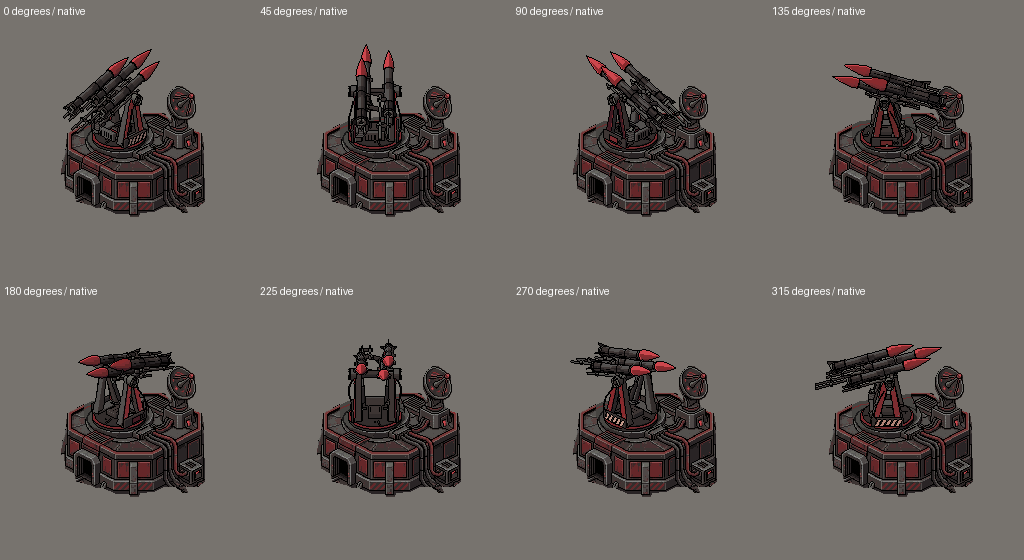 0 degrees / native
45 degrees / native
90 degrees / native
135 degrees / native
180 degrees / native
225 degrees / native
270 degrees / native
315 degrees / native